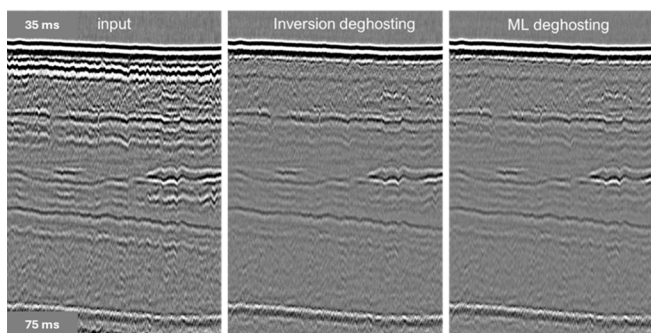 35 ms
input
Inversion deghosting
ML deghosting
75 ms